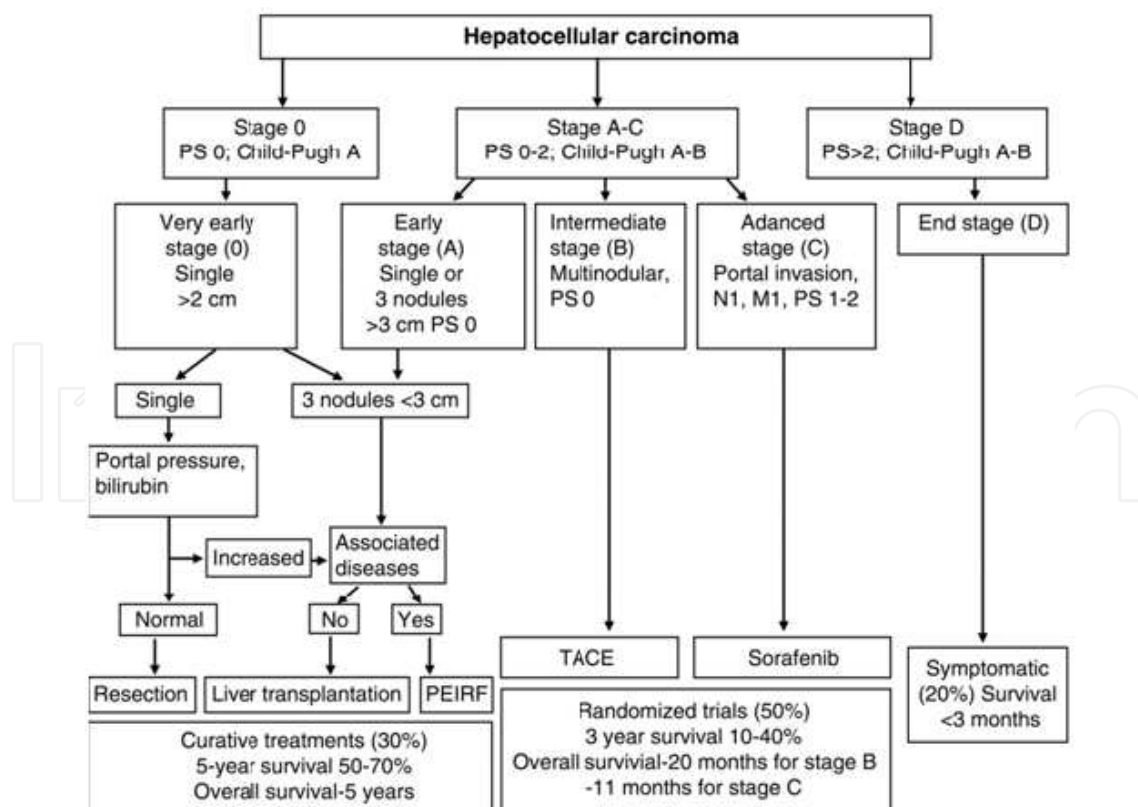 Hepatocellular carcinoma
Stage 0
PS 0; Child-Pugh A
Stage A-C
PS 0-2; Child-Pugh A-B
Stage D
PS>2; Child-Pugh A-B
Very early
stage (0)
Single
>2 cm
Early
stage (A)
Single or
3 nodules
>3 cm PS 0
Intermediate
stage (B)
Multinodular,
PS 0
Adanced
stage (C)
Portal invasion,
N1, M1, PS 1-2
End stage (D)
Single
3 nodules <3 cm
Portal pressure,
bilirubin
Increased
Associated
diseases
Normal
No
Yes
TACE
Sorafenib
Symptomatic
(20%) Survival
<3 months
Resection
Liver transplantation
PEIRF
Curative treatments (30%)
5-year survival 50-70%
Overall survival-5 years
Randomized trials (50%)
3 year survival 10-40%
Overall survivial-20 months for stage B
-11 months for stage C